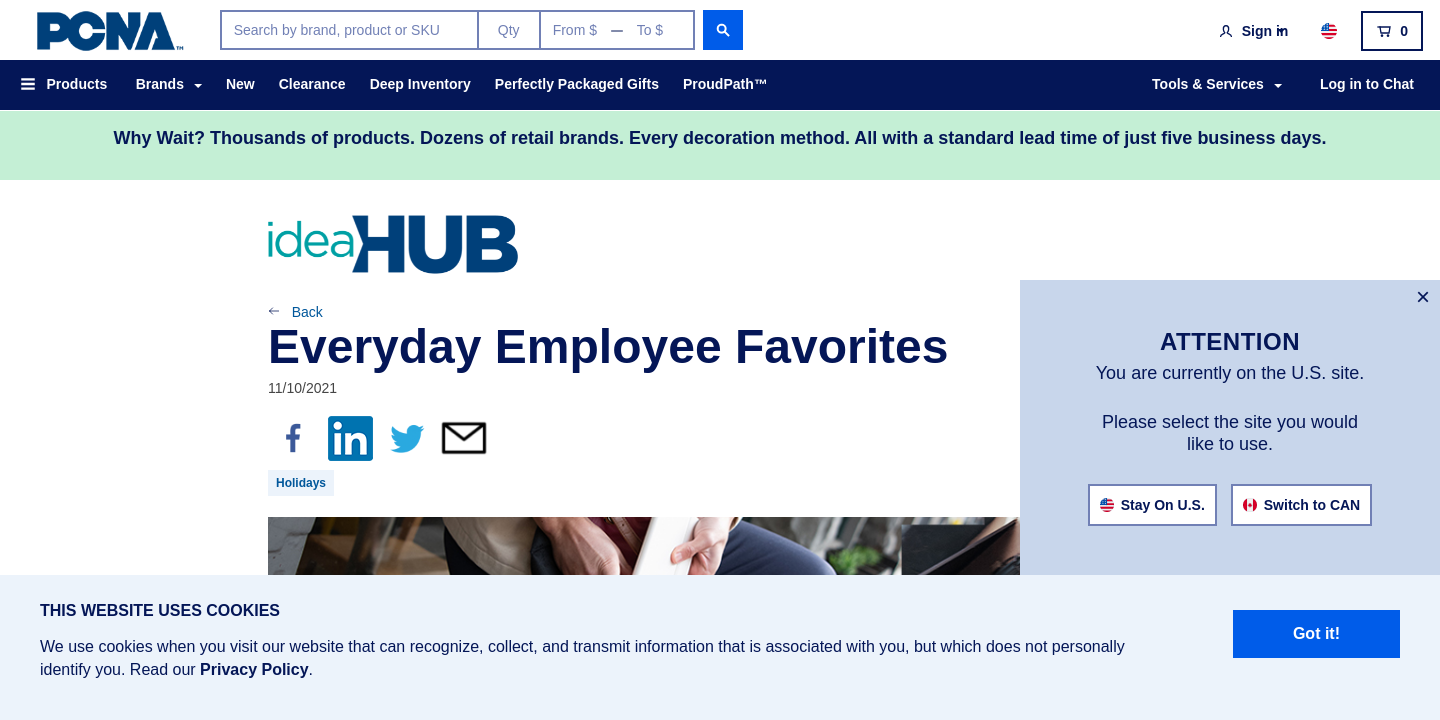 PCNA™
Search by brand, product or SKU
Qty
From $ — To $
Sign in
0
Products
Brands
New
Clearance
Deep Inventory
Perfectly Packaged Gifts
ProudPath™
Tools & Services
Log in to Chat
Why Wait? Thousands of products. Dozens of retail brands. Every decoration method. All with a standard lead time of just five business days.
ideaHUB
Back
Everyday Employee Favorites
11/10/2021
f
in
Holidays
×
ATTENTION
You are currently on the U.S. site.
Please select the site you would
like to use.
Stay On U.S.
Switch to CAN
THIS WEBSITE USES COOKIES
We use cookies when you visit our website that can recognize, collect, and transmit information that is associated with you, but which does not personally
identify you. Read our Privacy Policy.
Got it!